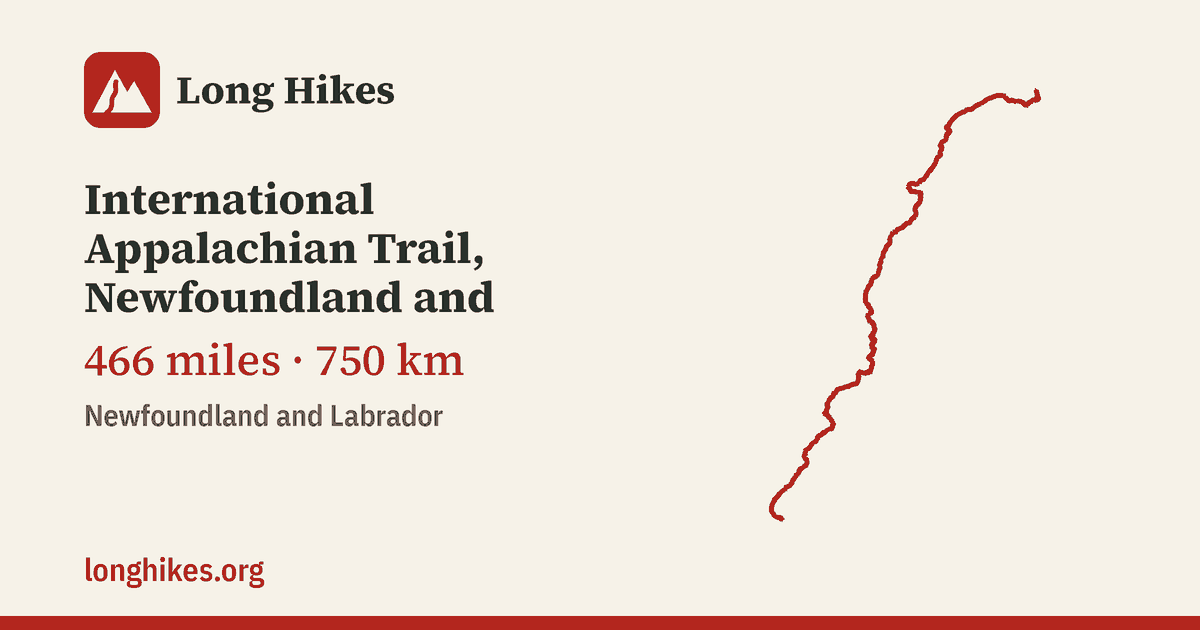 Long Hikes
International
Appalachian Trail,
Newfoundland and
466 miles · 750 km
Newfoundland and Labrador
longhikes.org